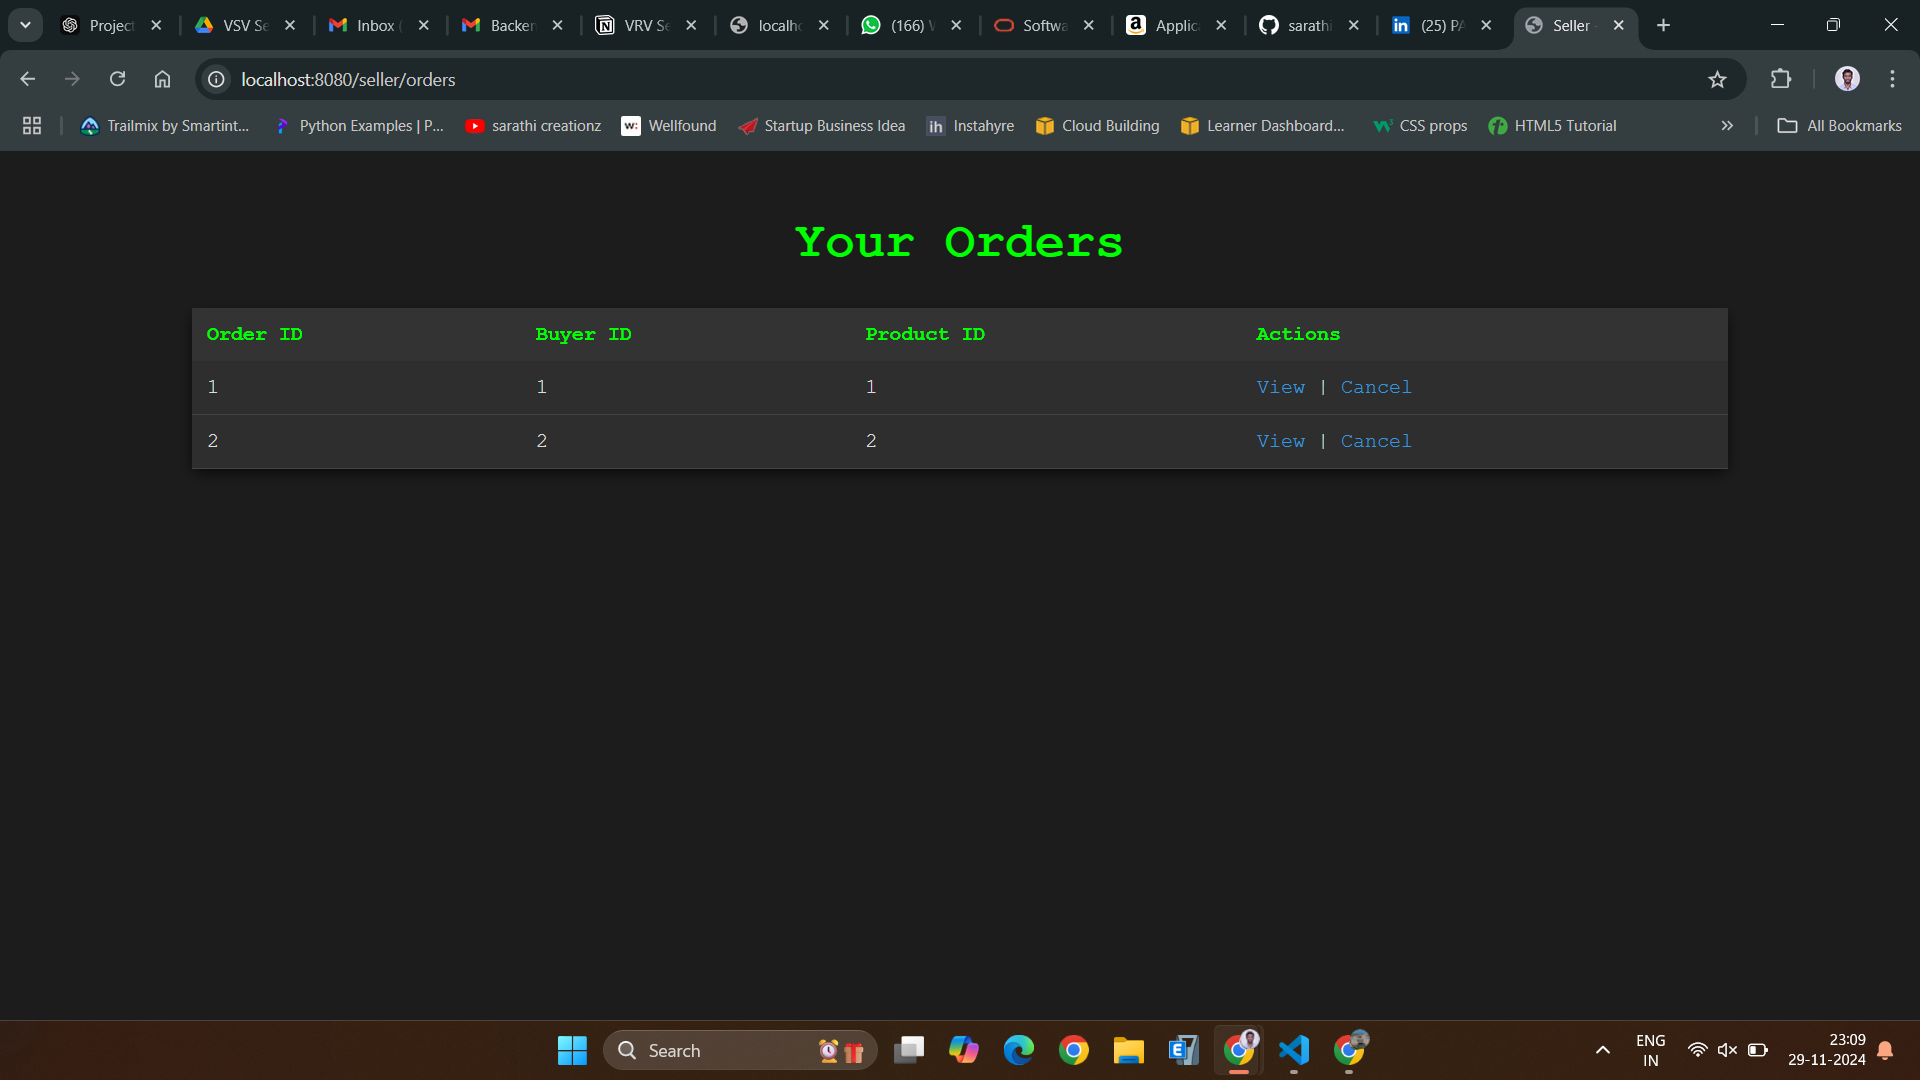 Project
VSV Se
Inbox (
Backen
VRV Se
localho
(166) W
Softwa
Applic
sarathi
(25) PA
Seller -
localhost:8080/seller/orders
Trailmix by Smartint...
Python Examples | P...
sarathi creationz
Wellfound
Startup Business Idea
Instahyre
Cloud Building
Learner Dashboard...
CSS props
HTML5 Tutorial
All Bookmarks
Your Orders
Order ID Buyer ID Product ID Actions
1 1 1 View | Cancel
2 2 2 View | Cancel
Search
ENG
IN
23:09
29-11-2024